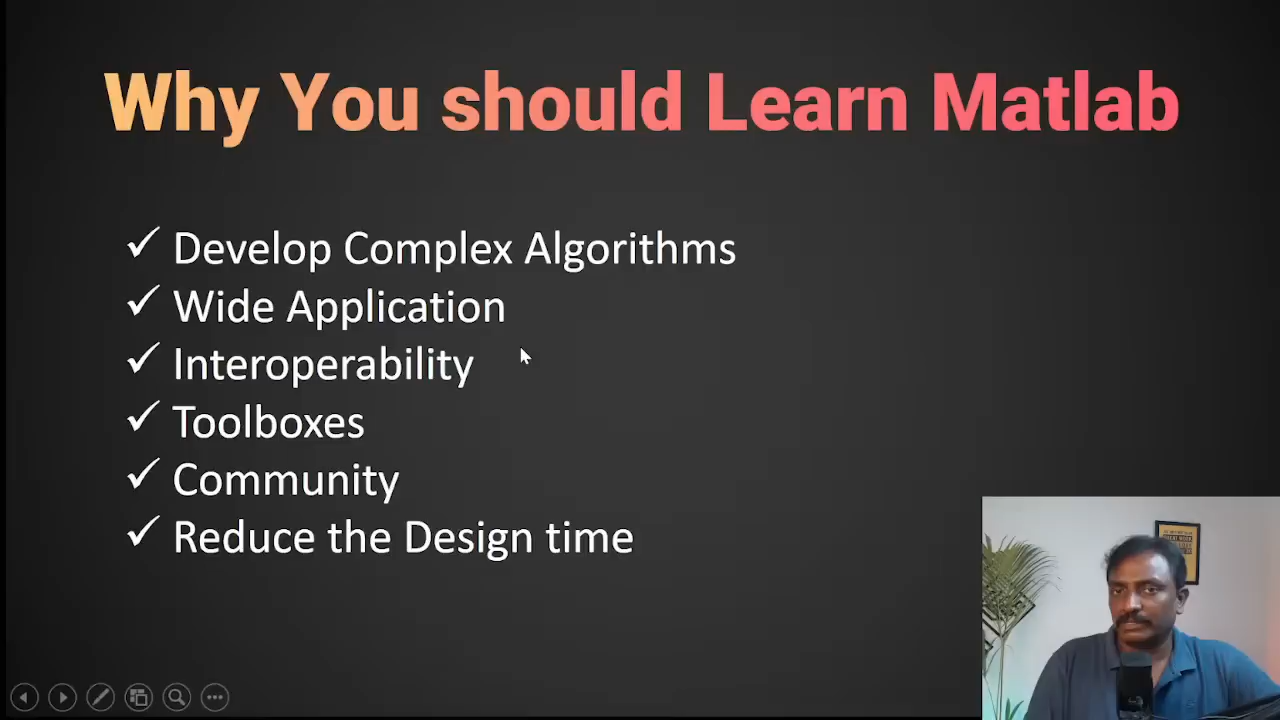 Why You should Learn Matlab
✓ Develop Complex Algorithms
✓ Wide Application
✓ Interoperability
✓ Toolboxes
✓ Community
✓ Reduce the Design time